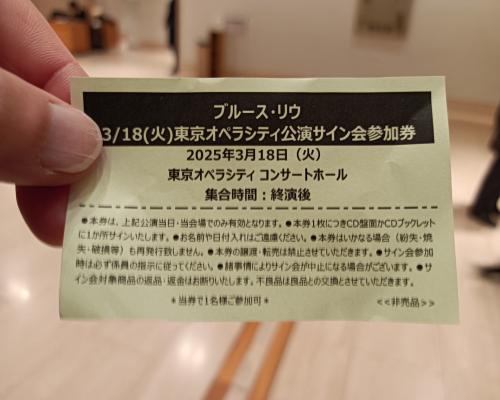 ブルース・リウ
3/18(火)東京オペラシティ公演サイン会参加券
2025年3月18日（火）
東京オペラシティ コンサートホール
集合時間：終演後
●本券は、上記公演当日・当会場でのみ有効となります。●本券1枚につきCD盤面かCDブックレット
に1か所サインいたします。●お名前や日付入れはご遠慮ください。●本券はいかなる場合（紛失・焼
失・破損等）も再発行致しません。●本券の譲渡・転売は禁止させていただきます。●サイン会参加
時は必ず係員の指示に従ってください。●諸事情によりサイン会が中止になる場合がございます。●サ
イン会対象商品の返品・返金はお断りいたします。不良品は良品との交換とさせていただきます。
＊当券で1名様ご参加可＊
<<非売品>>